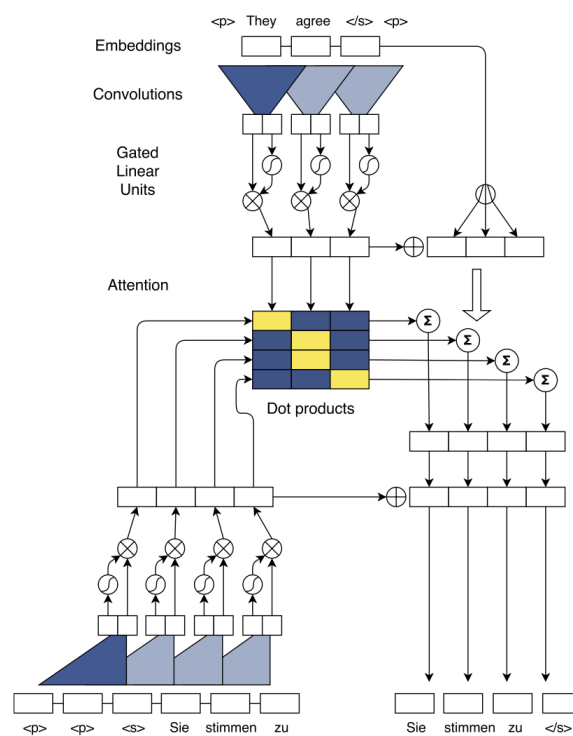 <p> They agree </s> <p>
Embeddings
Convolutions
Gated
Linear
Units
Attention
Σ
Σ
Σ
Σ
Dot products
<p> <p> <s> Sie stimmen zu
Sie stimmen zu </s>